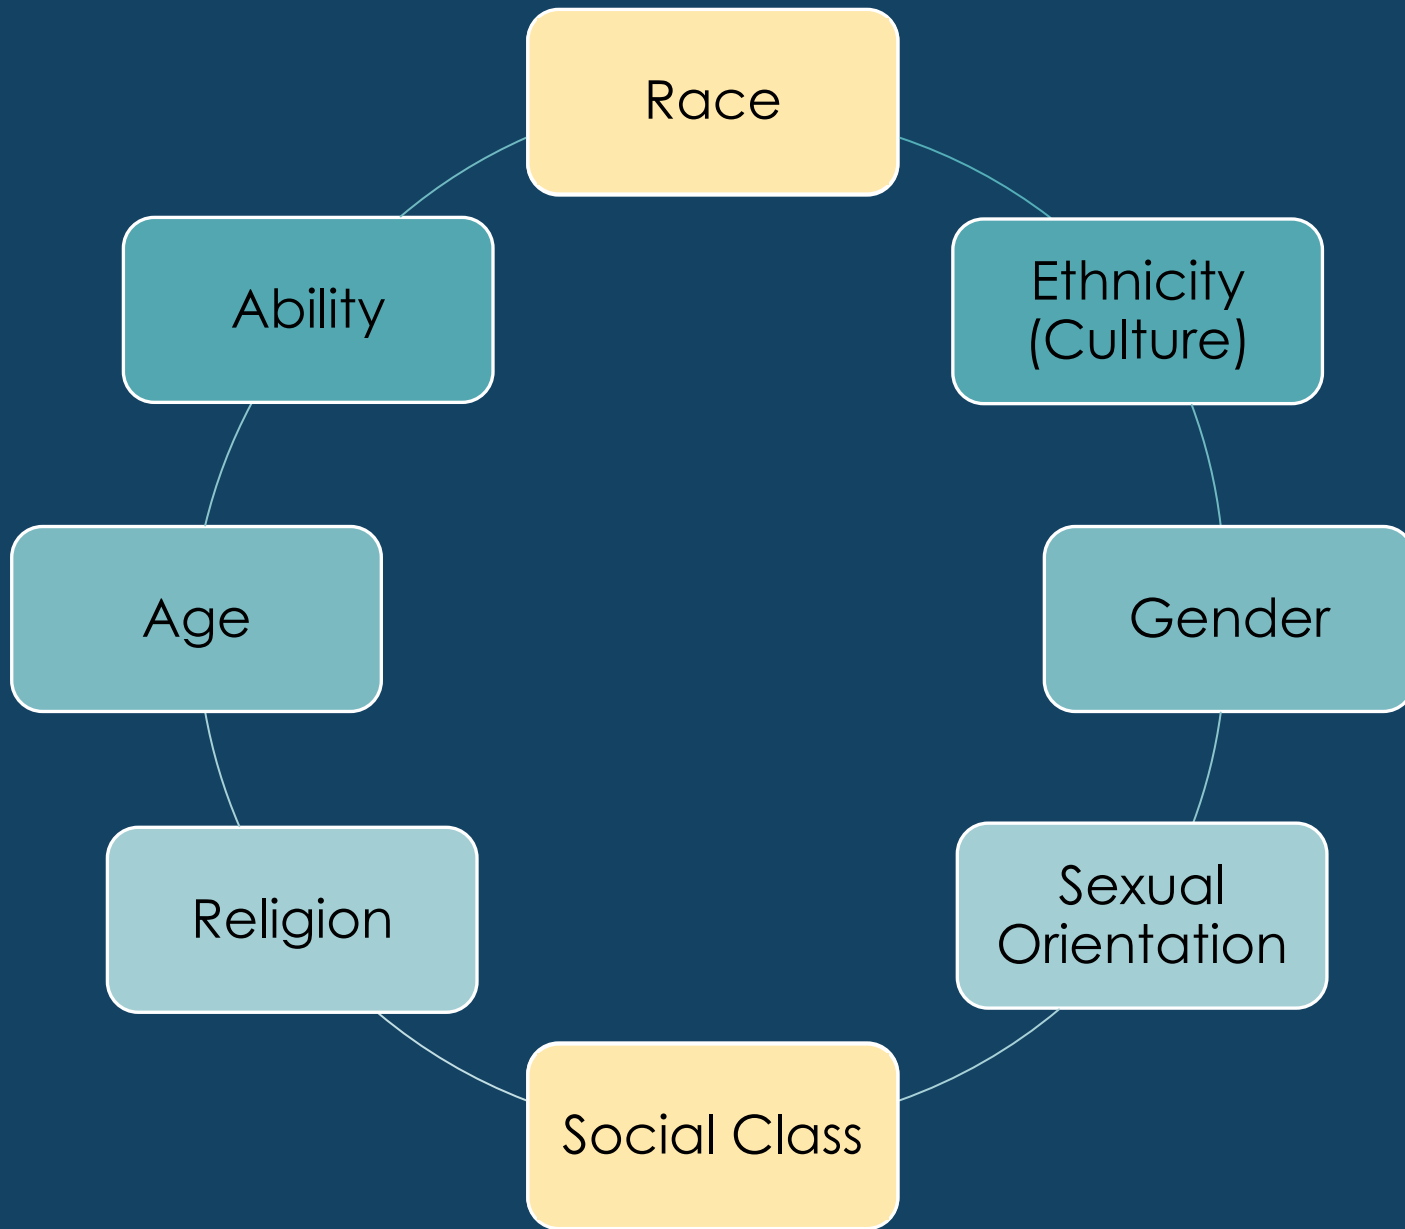 Race
Ability
Ethnicity
(Culture)
Age
Gender
Religion
Sexual
Orientation
Social Class